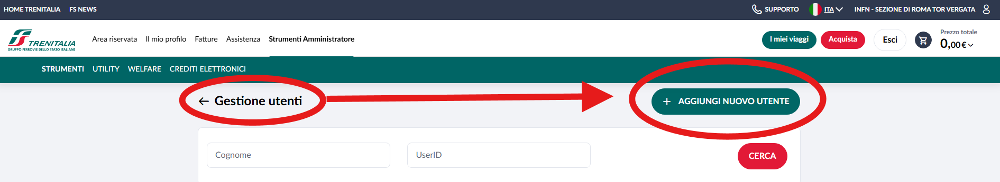 HOME TRENITALIA FS NEWS SUPPORTO ITA INFN - SEZIONE DI ROMA TOR VERGATA
TRENITALIA
GRUPPO FERROVIE DELLO STATO ITALIANE
Area riservata Il mio profilo Fatture Assistenza Strumenti Amministratore I miei viaggi Acquista Esci
Prezzo totale
0,00 €
STRUMENTI UTILITY WELFARE CREDITI ELETTRONICI
← Gestione utenti + AGGIUNGI NUOVO UTENTE
Cognome UserID CERCA